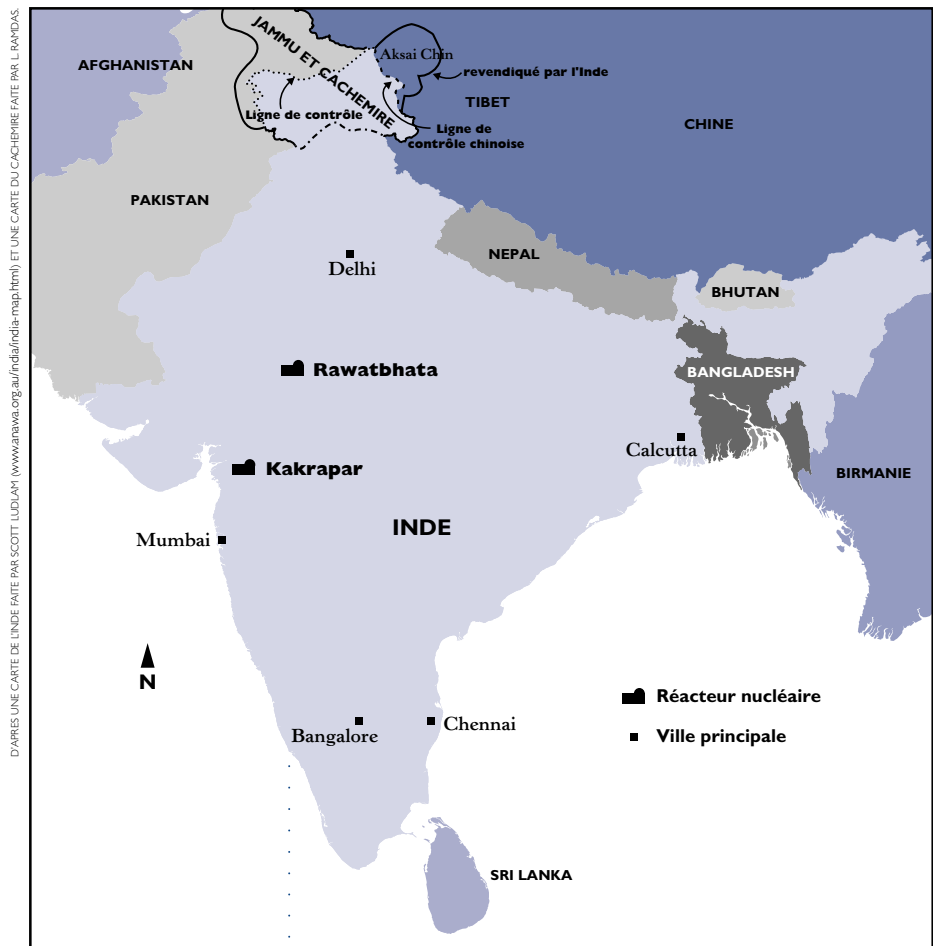 D'APRES UNE CARTE DE L'INDE FAITE PAR SCOTT LUDLAM (www.anawa.org.au/india/india-map.html) ET UNE CARTE DU CACHEMIRE FAITE PAR L. RAMDAS.
AFGHANISTAN
JAMMU ET CACHEMIRE
Aksai Chin
revendiqué par l'Inde
TIBET
Ligne de contrôle
Ligne de
contrôle chinoise
CHINE
PAKISTAN
NEPAL
Delhi
BHUTAN
Rawatbhata
BANGLADESH
Calcutta
Kakrapar
BIRMANIE
INDE
Mumbai
N
Réacteur nucléaire
Bangalore
Chennai
Ville principale
SRI LANKA